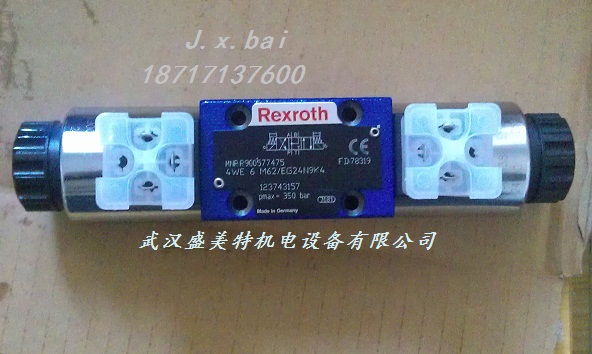 J.x.bai
18717137600
Rexroth
MNR:R900577475
FD:78319
4WE 6 M62/EG24N9K4
123743157
pmax= 350 bar
Made in Germany
CE
武汉盛美特机电设备有限公司